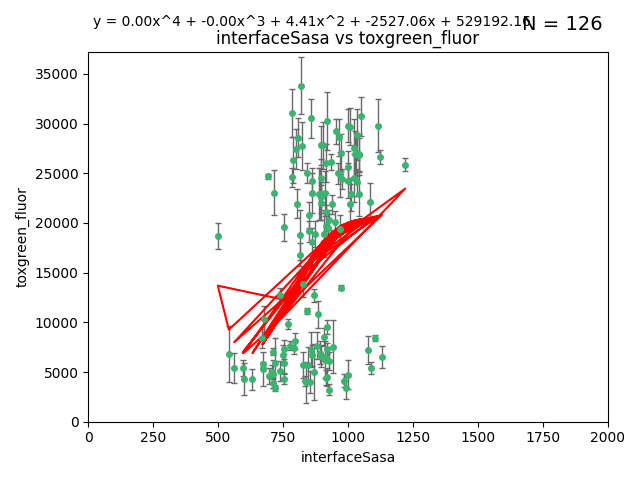 y = 0.00x^4 + -0.00x^3 + 4.41x^2 + -2527.06x + 529192.16
N = 126
interfaceSasa vs toxgreen_fluor
35000
30000
25000
20000
15000
10000
5000
0
toxgreen_fluor
0 250 500 750 1000 1250 1500 1750 2000
interfaceSasa